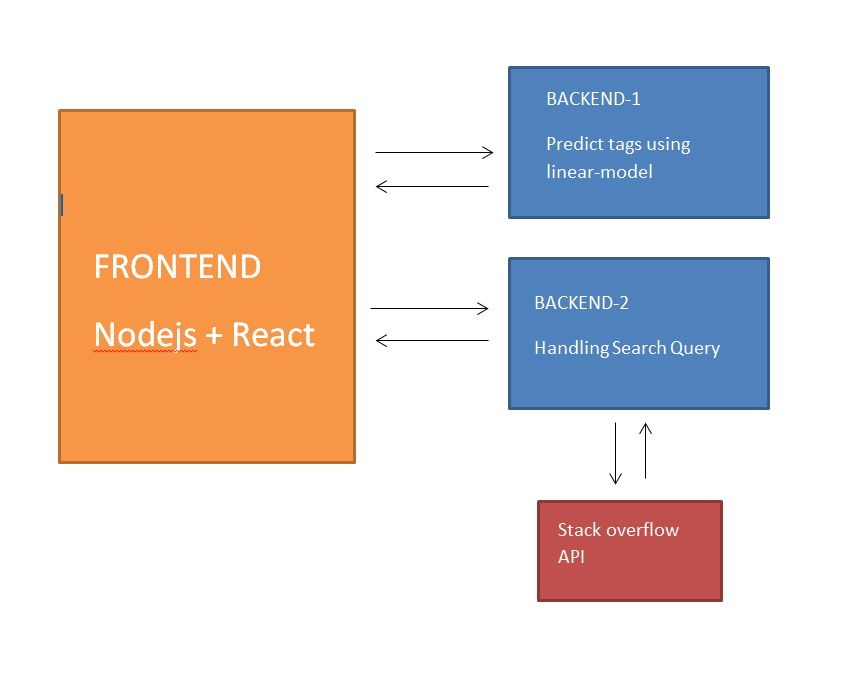 FRONTEND
Nodejs + React
BACKEND-1
Predict tags using
linear-model
BACKEND-2
Handling Search Query
Stack overflow
API